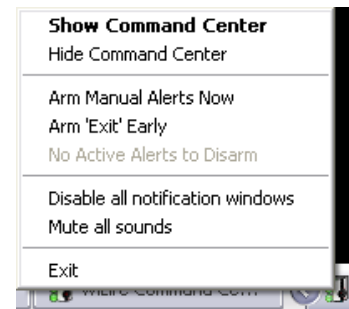 Show Command Center
Hide Command Center
Arm Manual Alerts Now
Arm 'Exit' Early
No Active Alerts to Disarm
Disable all notification windows
Mute all sounds
Exit
Command